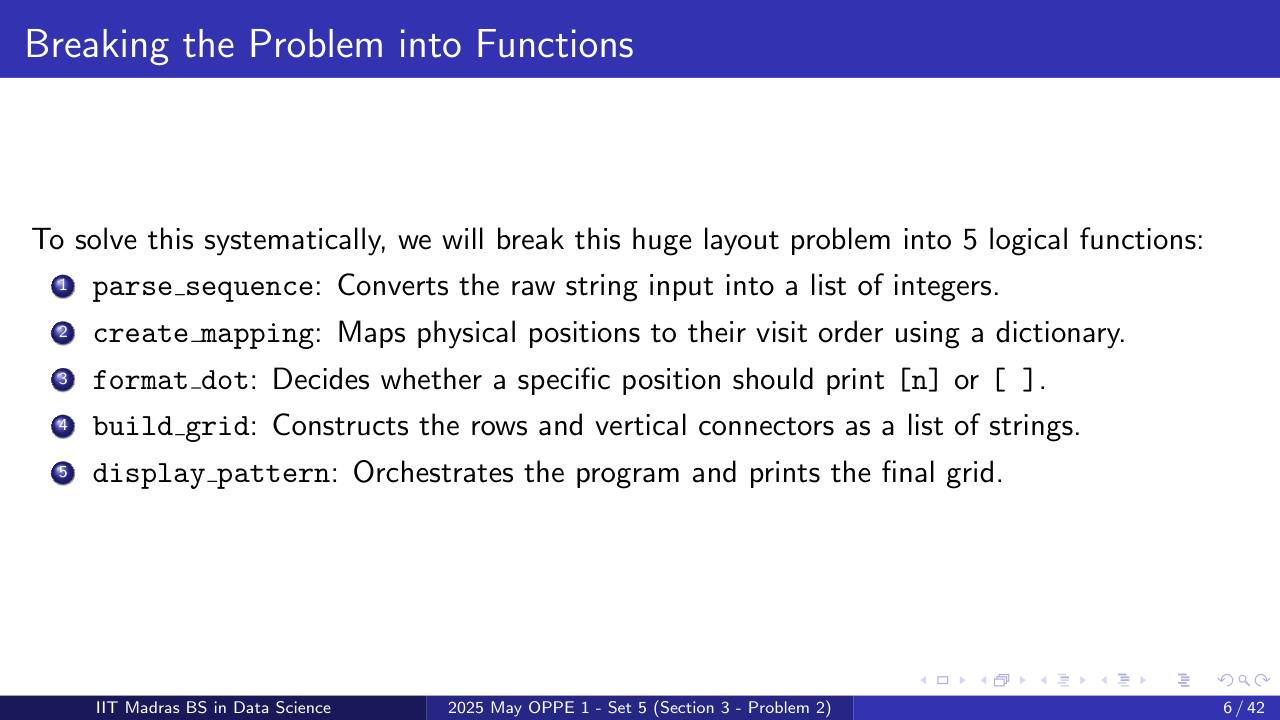 Breaking the Problem into Functions
To solve this systematically, we will break this huge layout problem into 5 logical functions:
1 parse_sequence: Converts the raw string input into a list of integers.
2 create_mapping: Maps physical positions to their visit order using a dictionary.
3 format_dot: Decides whether a specific position should print [n] or [ ].
4 build_grid: Constructs the rows and vertical connectors as a list of strings.
5 display_pattern: Orchestrates the program and prints the final grid.
IIT Madras BS in Data Science
2025 May OPPE 1 - Set 5 (Section 3 - Problem 2)
6 / 42